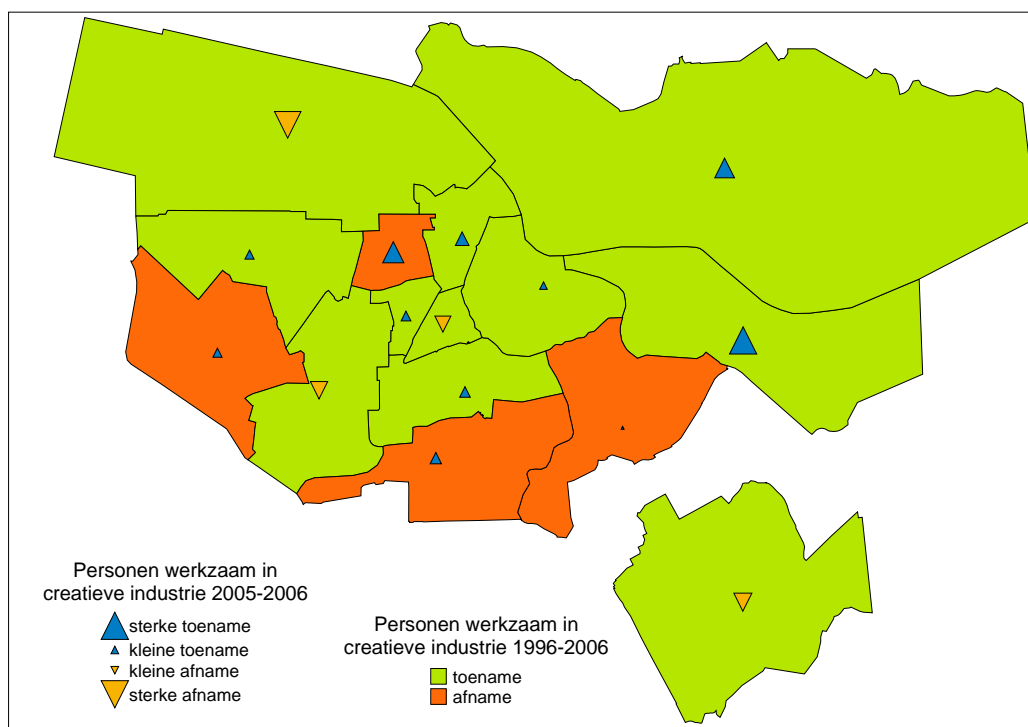 Personen werkzaam in
creatieve industrie 2005-2006
sterke toename
kleine toename
kleine afname
sterke afname
Personen werkzaam in
creatieve industrie 1996-2006
toename
afname